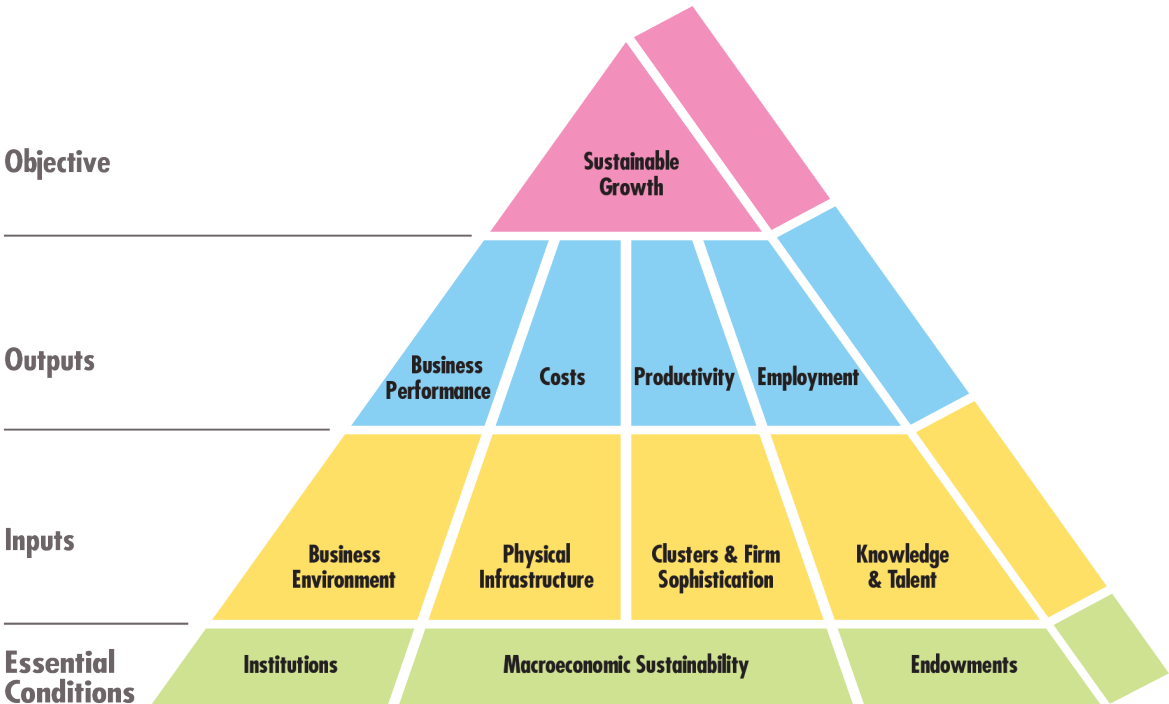 Objective
Sustainable
Growth
Outputs
Business
Performance
Costs
Productivity
Employment
Inputs
Business
Environment
Physical
Infrastructure
Clusters & Firm
Sophistication
Knowledge
& Talent
Essential
Conditions
Institutions
Macroeconomic Sustainability
Endowments